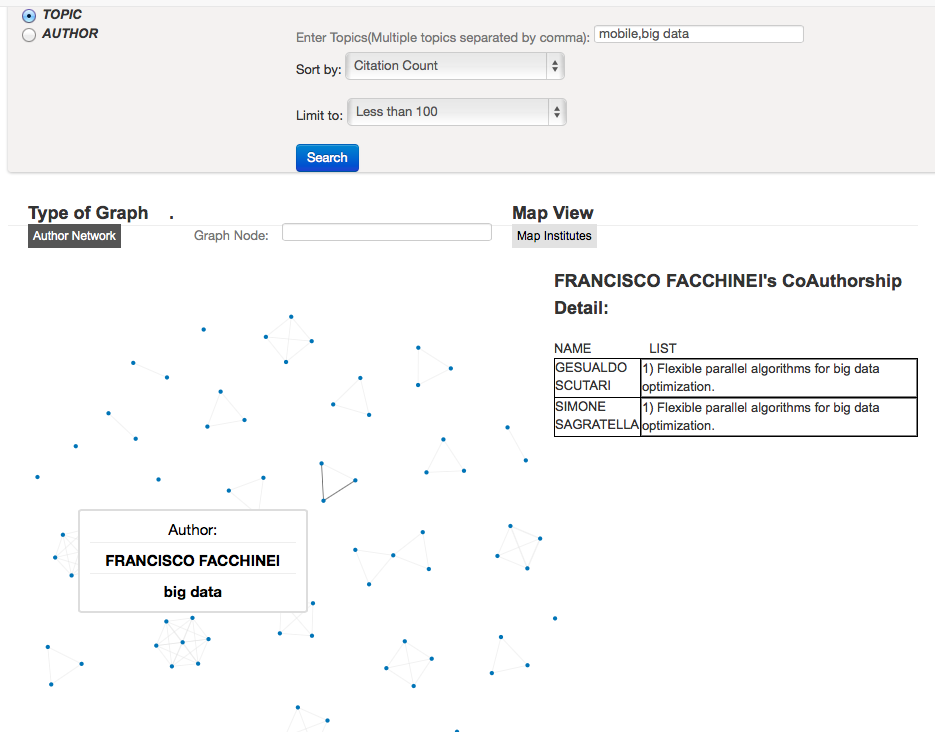 TOPIC
AUTHOR
Enter Topics(Multiple topics separated by comma): mobile,big data
Sort by: Citation Count
Limit to: Less than 100
Search
Type of Graph .
Map View
Author Network
Graph Node:
Map Institutes
FRANCISCO FACCHINEI's CoAuthorship
Detail:
NAME LIST
GESUALDO
SCUTARI
1) Flexible parallel algorithms for big data
optimization.
SIMONE
SAGRATELLA
1) Flexible parallel algorithms for big data
optimization.
Author:
FRANCISCO FACCHINEI
big data